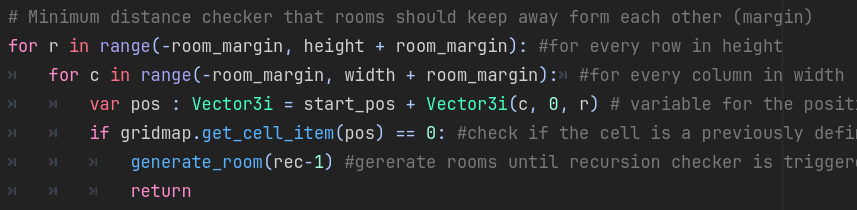 # Minimum distance checker that rooms should keep away form each other (margin)
for r in range(-room_margin, height + room_margin): #for every row in height
for c in range(-room_margin, width + room_margin): #for every column in width
var pos : Vector3i = start_pos + Vector3i(c, 0, r) # variable for the
if gridmap.get_cell_item(pos) == 0: #check if the cell is a previously
generate_room(rec-1) #gererate rooms until recursion checker is
return